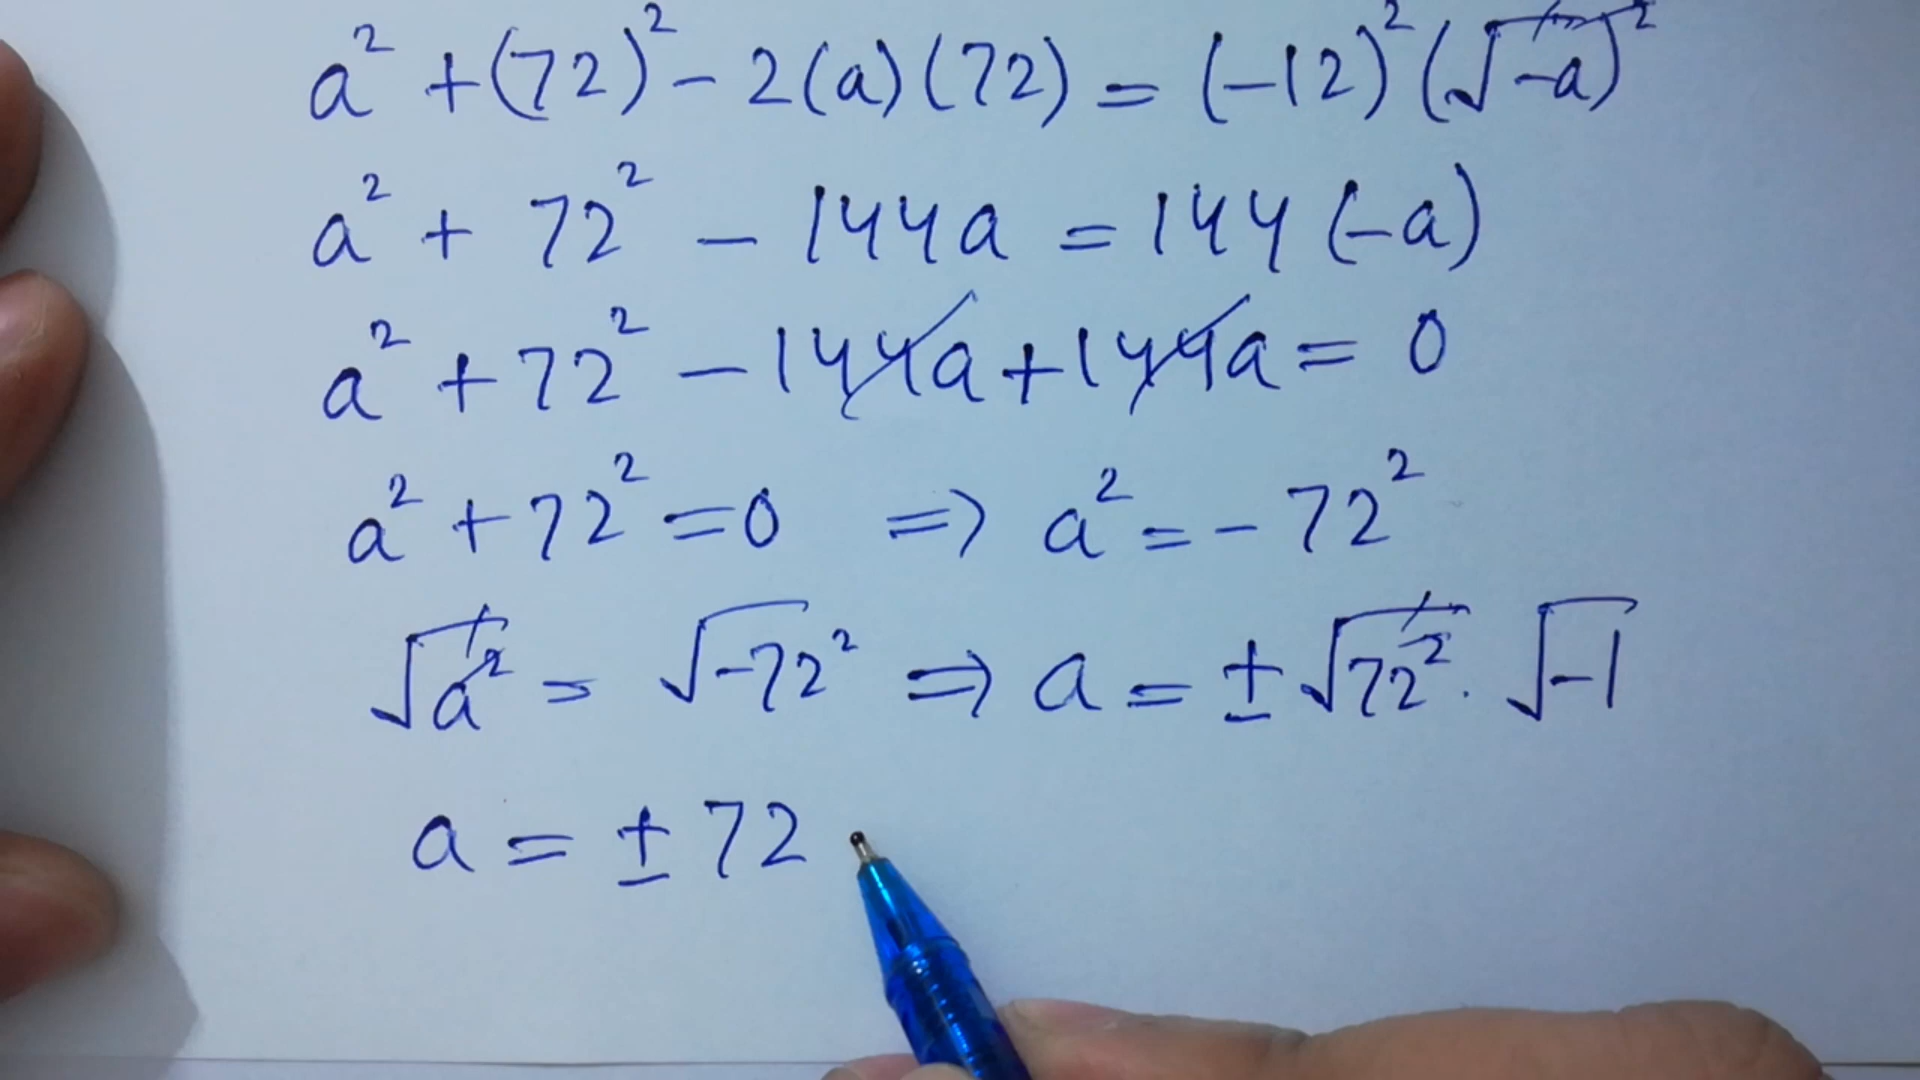 a² + (72)² - 2(a)(72) = (-12)²(√-a)²
a² + 72² - 144a = 144(-a)
a² + 72² - 144a + 144a = 0
a² + 72² = 0 ⇒ a² = - 72²
√a² = √-72² ⇒ a = ± √72² . √-1
a = ± 72